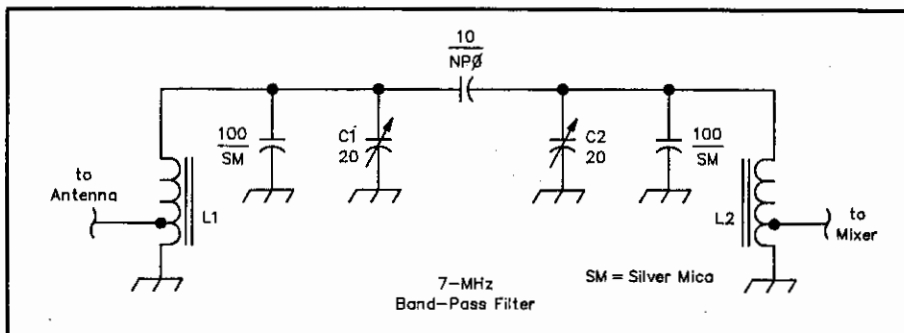 10
NPØ
100
SM
C1
20
C2
20
100
SM
to
Antenna
L1
L2
to
Mixer
7-MHz
Band-Pass Filter
SM = Silver Mica